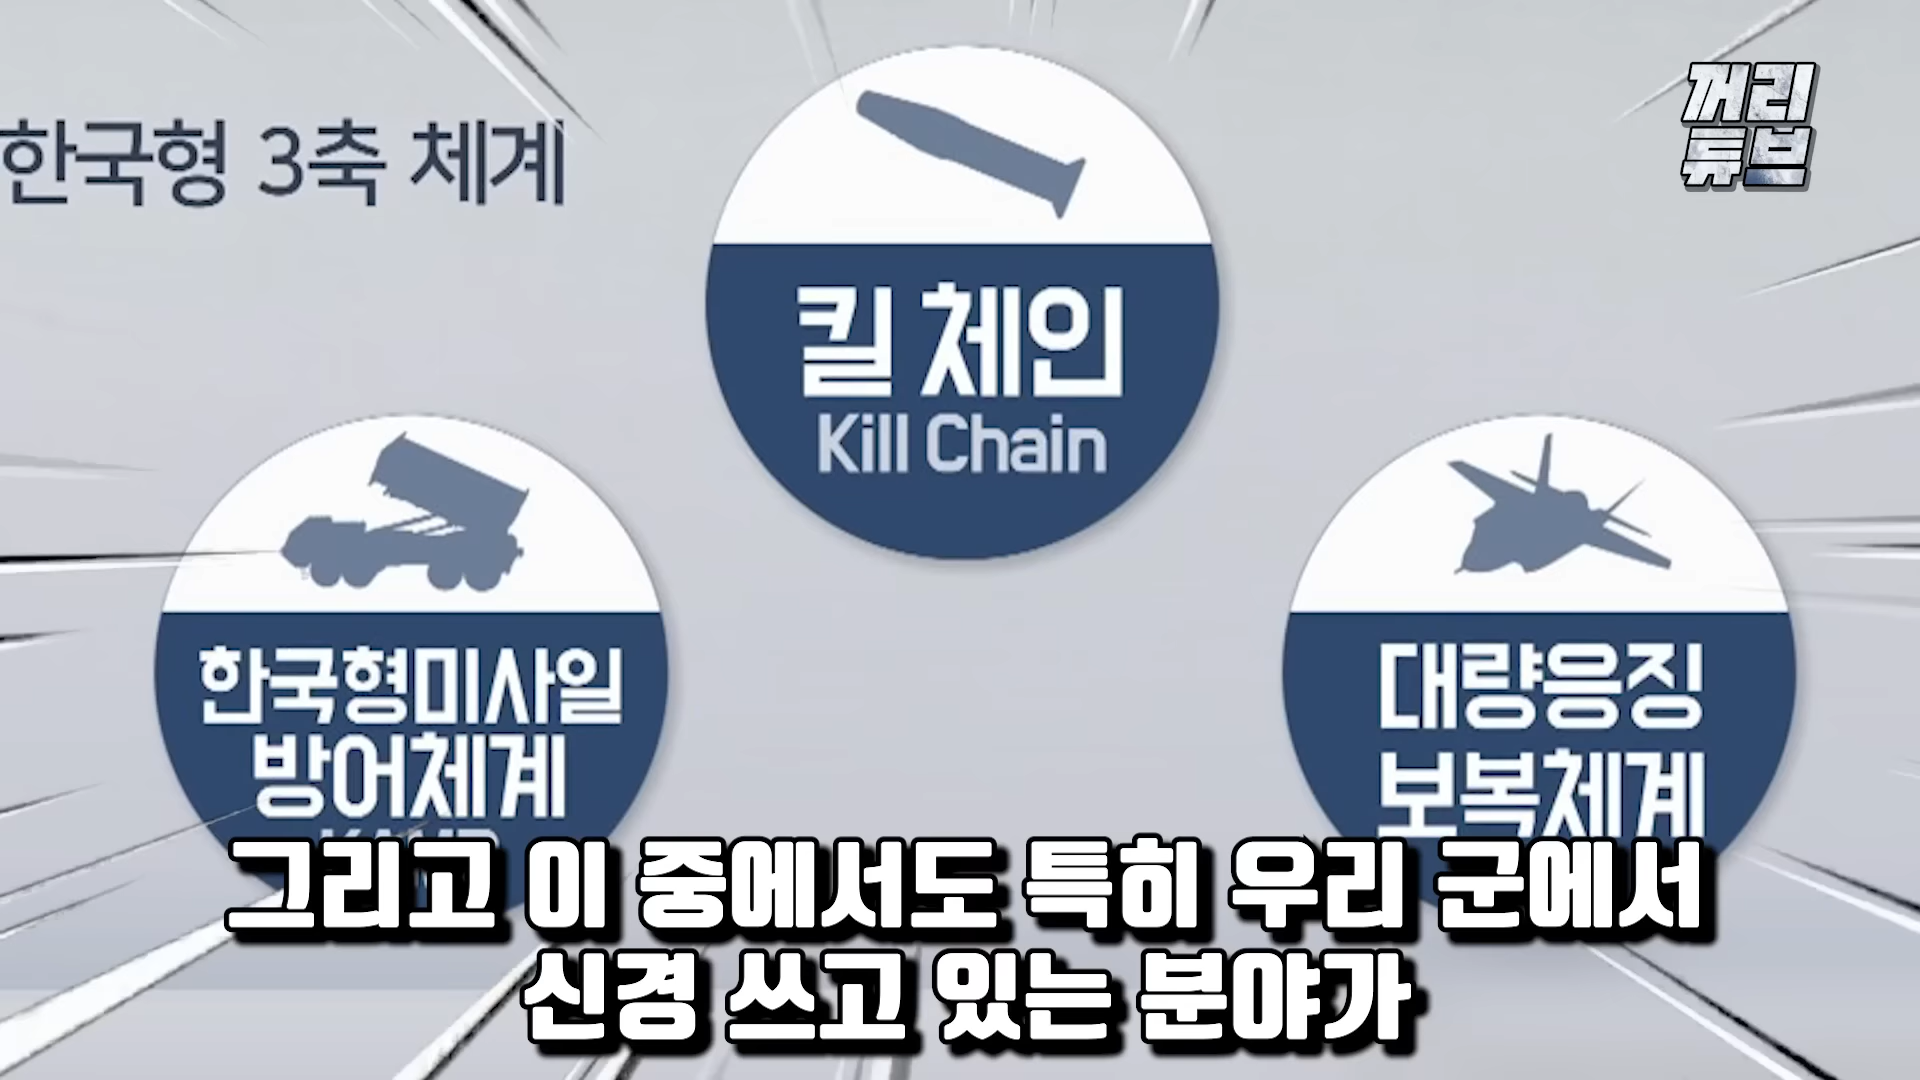 꺼리
튜브
한국형 3축 체계
킬 체인
Kill Chain
한국형미사일
방어체계
대량응징
보복체계
그리고 이 중에서도 특히 우리 군에서
신경 쓰고 있는 분야가